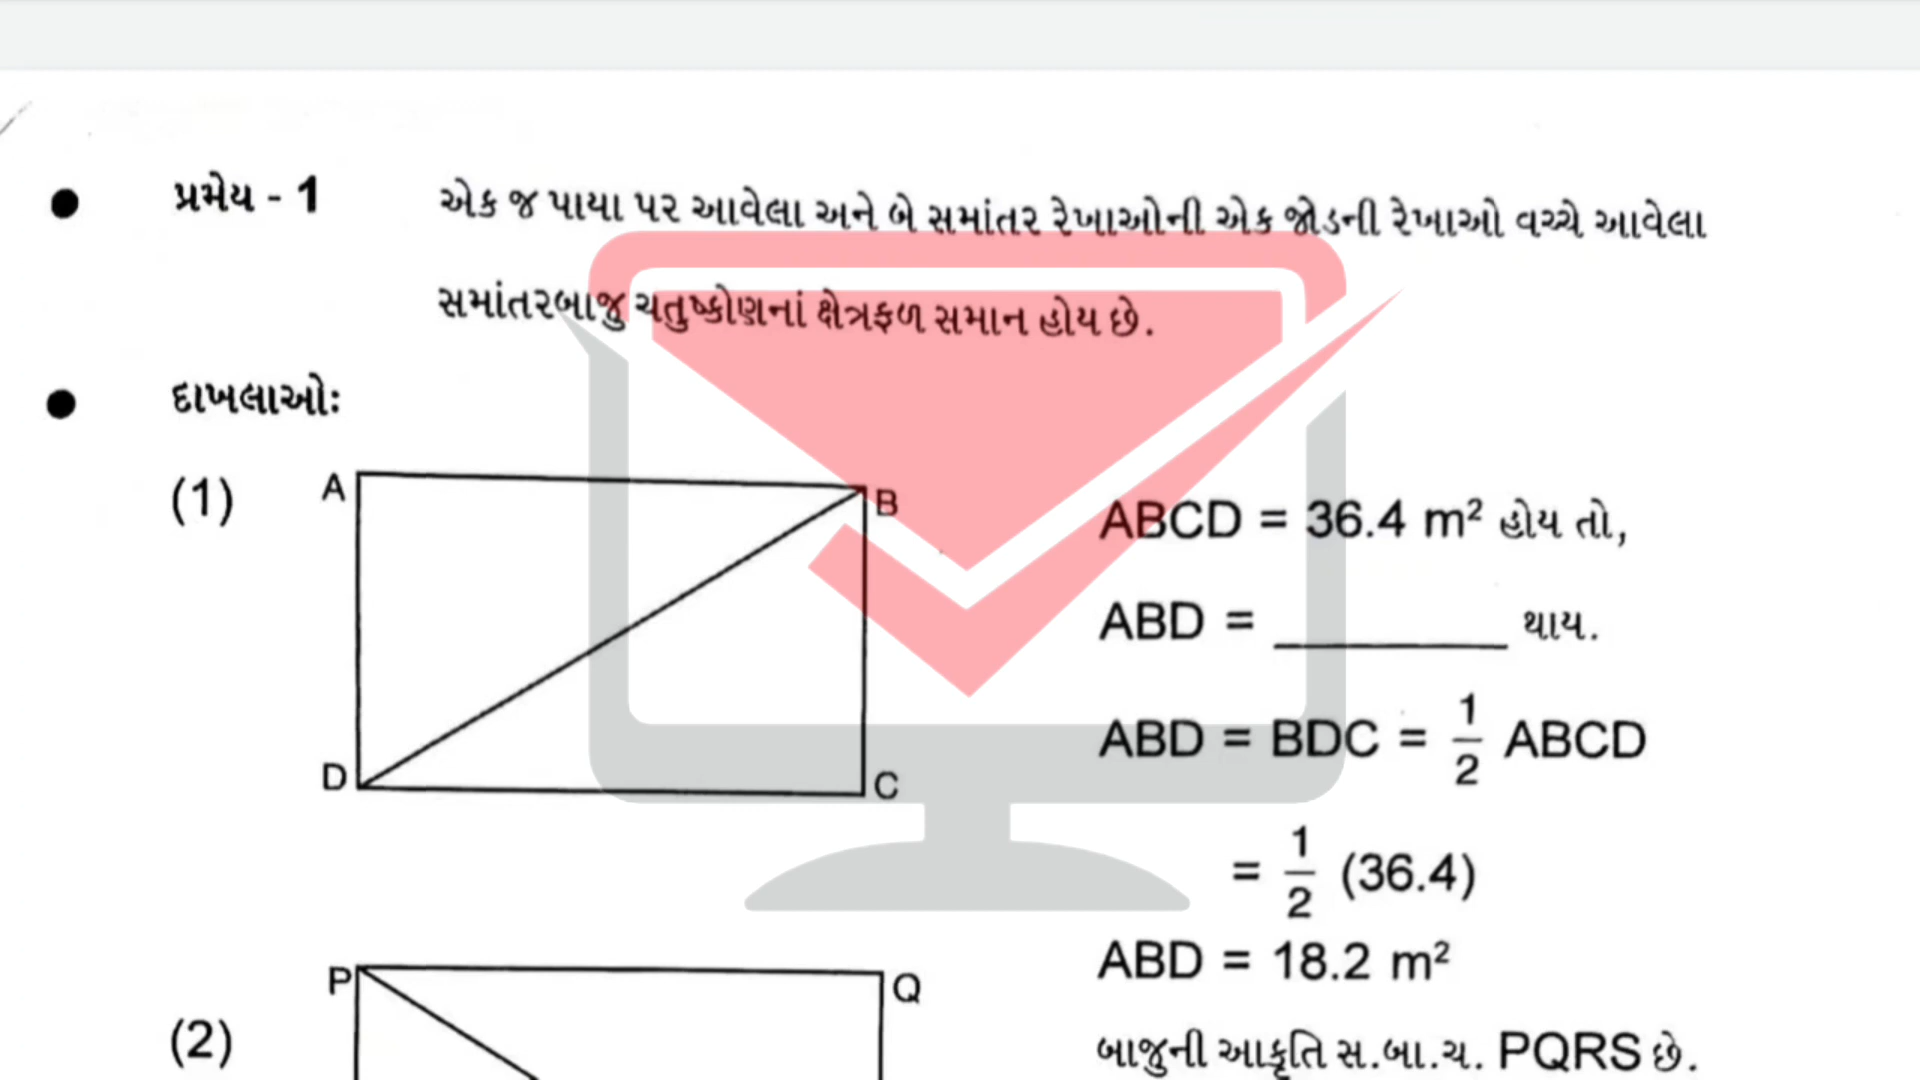 પ્રમેય - 1 એક જ પાયા પર આવેલા અને બે સમાંતર રેખાઓની એક જોડની રેખાઓ વચ્ચે આવેલા
સમાંતરબાજુ ચતુષ્કોણનાં ક્ષેત્રફળ સમાન હોય છે.
દાખલાઓઃ
(1)
A
B
D
C
ABCD = 36.4 m² હોય તો,
ABD = ________ થાય.
ABD = BDC = 1/2 ABCD
= 1/2 (36.4)
ABD = 18.2 m²
(2)
P
Q
બાજુની આકૃતિ સ.બા.ચ. PQRS છે.